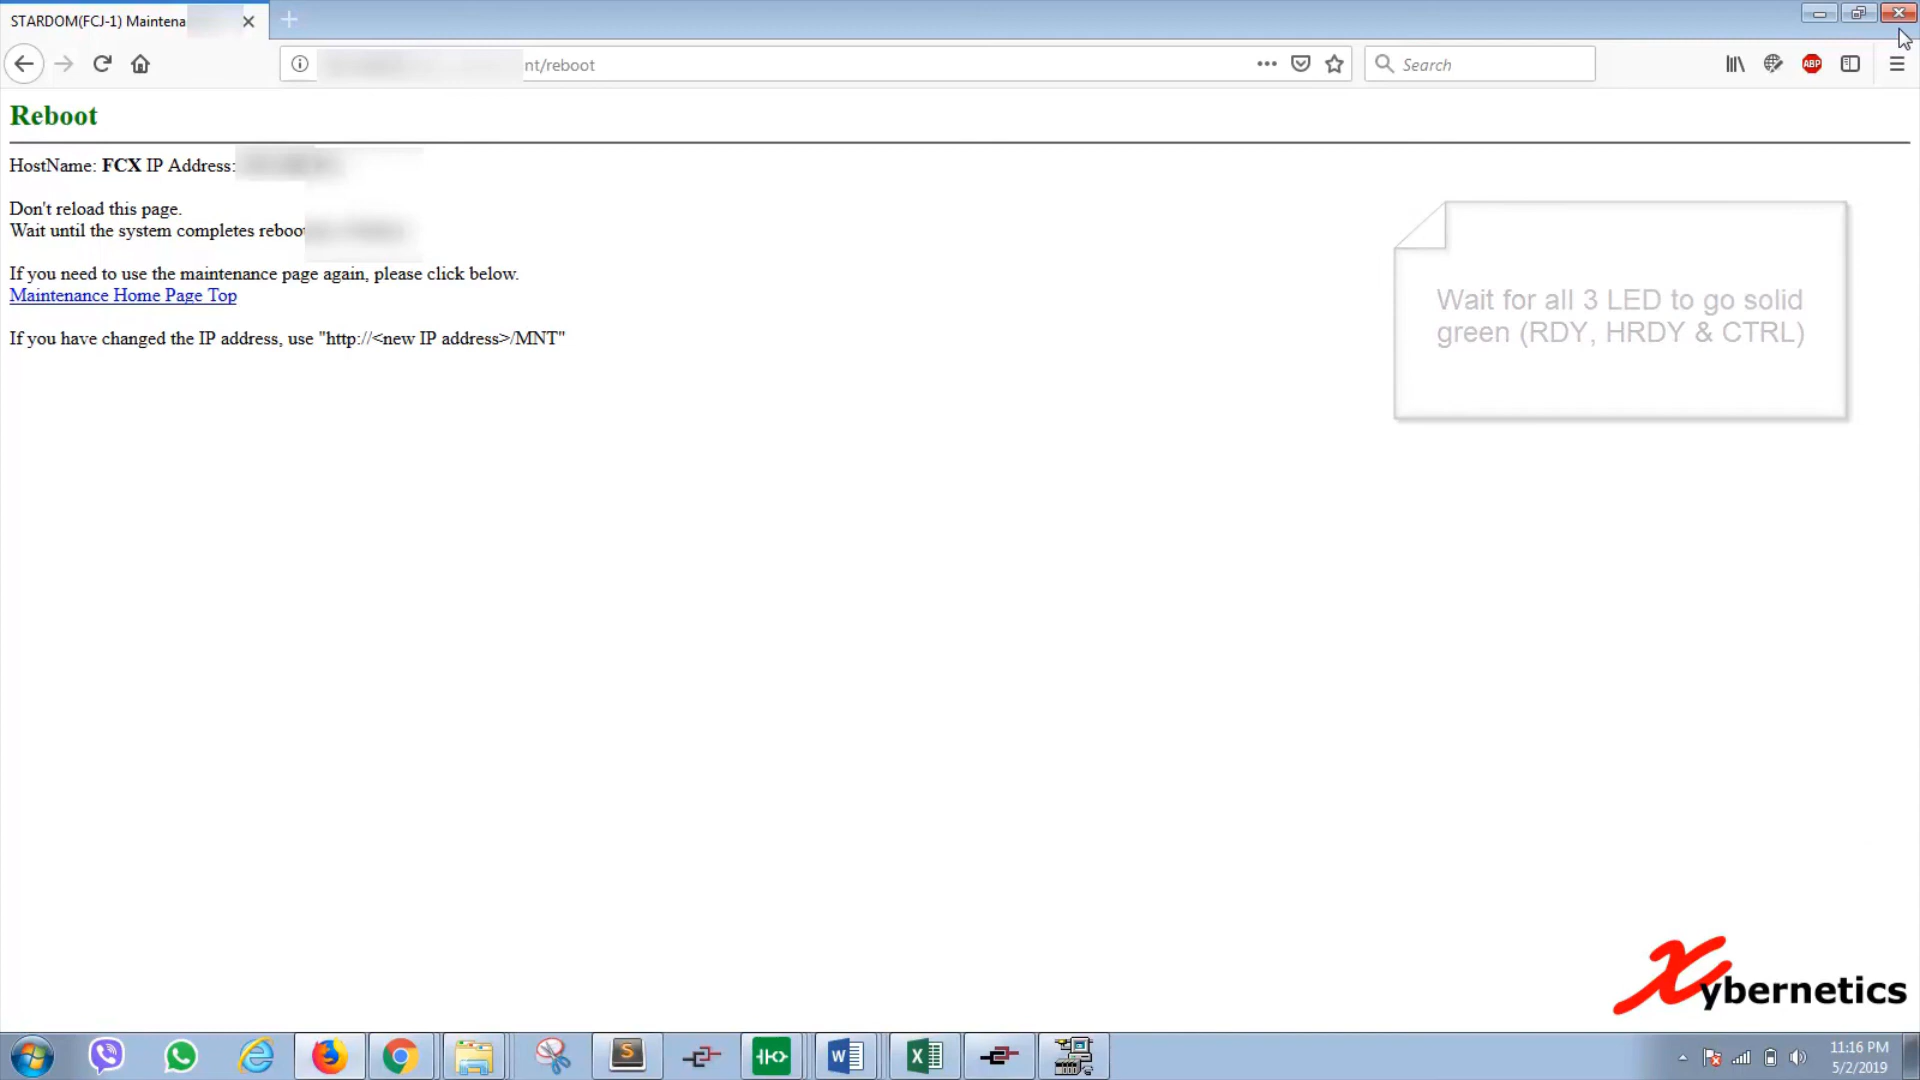 STARDOM(FCJ-1) Maintena
nt/reboot
Search
ABP
Reboot
HostName: FCX IP Address:
Don't reload this page.
Wait until the system completes reboo
If you need to use the maintenance page again, please click below.
Maintenance Home Page Top
If you have changed the IP address, use "http://<new IP address>/MNT"
Wait for all 3 LED to go solid
green (RDY, HRDY & CTRL)
Xybernetics
11:16 PM
5/2/2019